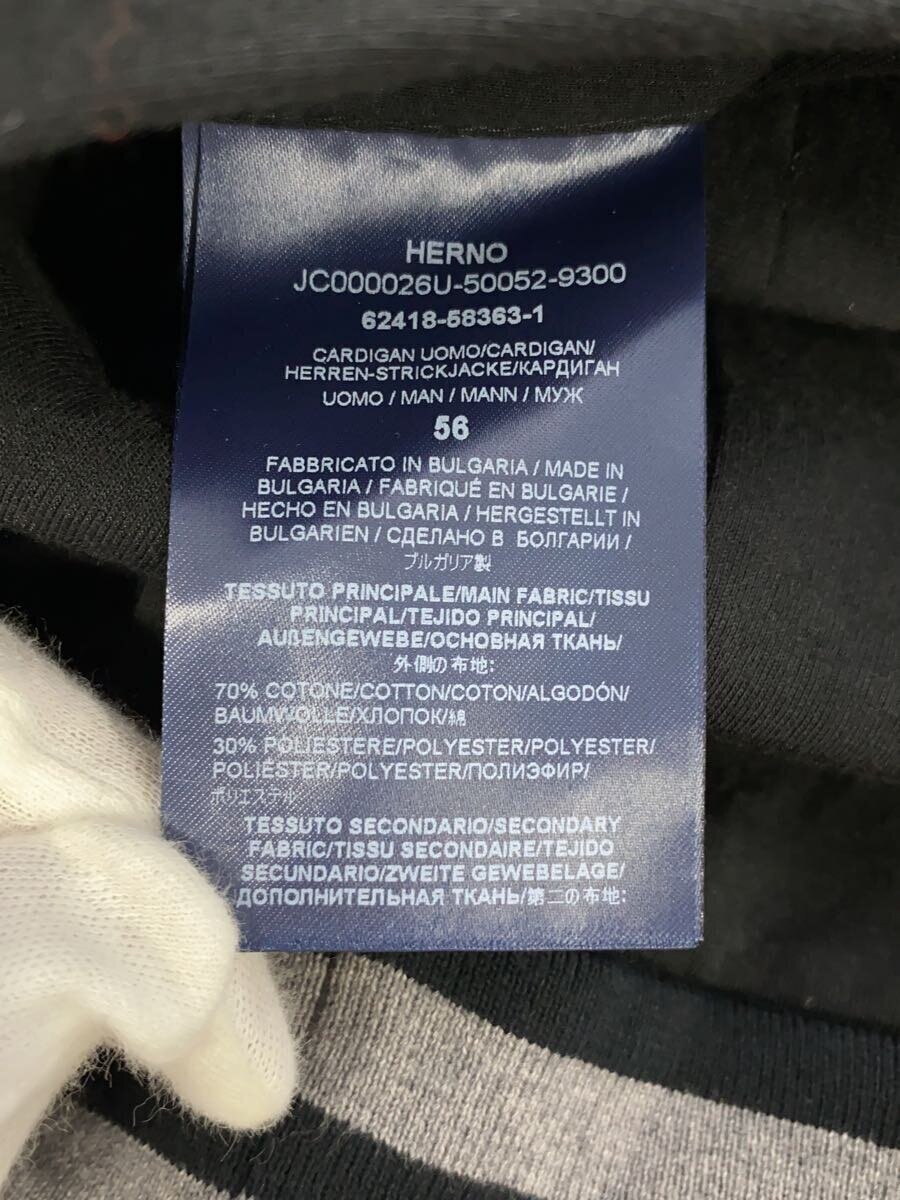 HERNO
JC000026U-50052-9300
62418-58363-1
CARDIGAN UOMO/CARDIGAN/
HERREN-STRICKJACKE/КАРДИГАН
UOMO / MAN / MANN / МУЖ
56
FABBRICATO IN BULGARIA / MADE IN
BULGARIA / FABRIQUÉ EN BULGARIE /
HECHO EN BULGARIA / HERGESTELLT IN
BULGARIEN / СДЕЛАНО В БОЛГАРИИ /
ブルガリア製
TESSUTO PRINCIPALE/MAIN FABRIC/TISSU
PRINCIPAL/TEJIDO PRINCIPAL/
AUßENGEWEBE/ОСНОВНАЯ ТКАНЬ/
外側の布地:
70% COTONE/COTTON/COTON/ALGODÓN/
BAUMWOLLE/ХЛОПОК/綿
30% POLIESTERE/POLYESTER/POLYESTER/
POLIÉSTER/POLYESTER/ПОЛИЭФИР/
ポリエステル
TESSUTO SECONDARIO/SECONDARY
FABRIC/TISSU SECONDAIRE/TEJIDO
SECUNDARIO/ZWEITE GEWEBELAGE/
ДОПОЛНИТЕЛЬНАЯ ТКАНЬ/第二の布地: